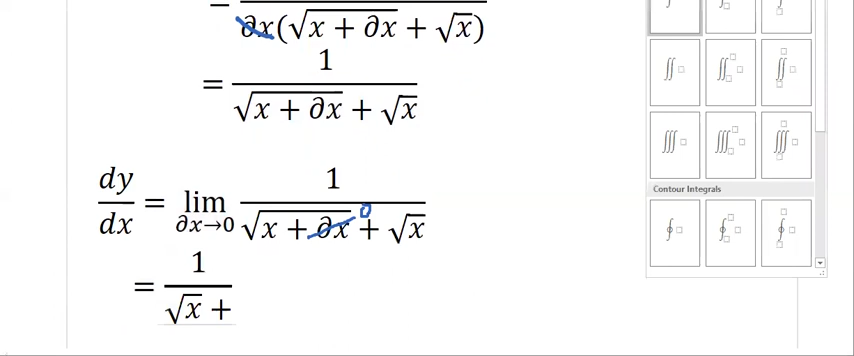 ∂x(√(x + ∂x) + √x)
= 1/(√(x + ∂x) + √x)
dy/dx = lim ∂x→0 1/(√(x + ∂x) + √x)
0
= 1/(√x +
Contour Integrals